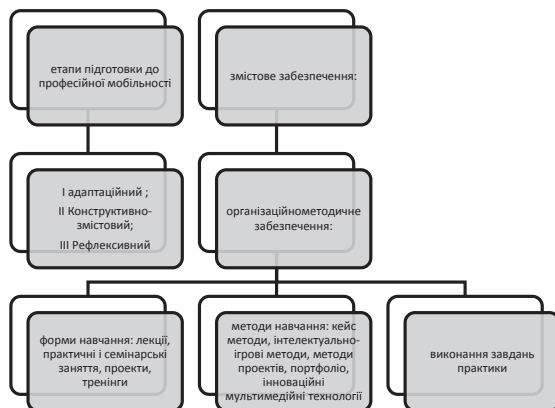 етапи підготовки до
професійної мобільності
змістове забезпечення:
І адаптаційний ;
ІІ Конструктивно-
змістовий;
ІІІ Рефлексивний
організаційнометодичне
забезпечення:
форми навчання: лекції,
практичні і семінарські
заняття, проекти,
тренінги
методи навчання: кейс
методи, інтелектуально-
ігрові методи, методи
проектів, портфоліо,
інноваційні
мультимедійні технології
виконання завдань
практики